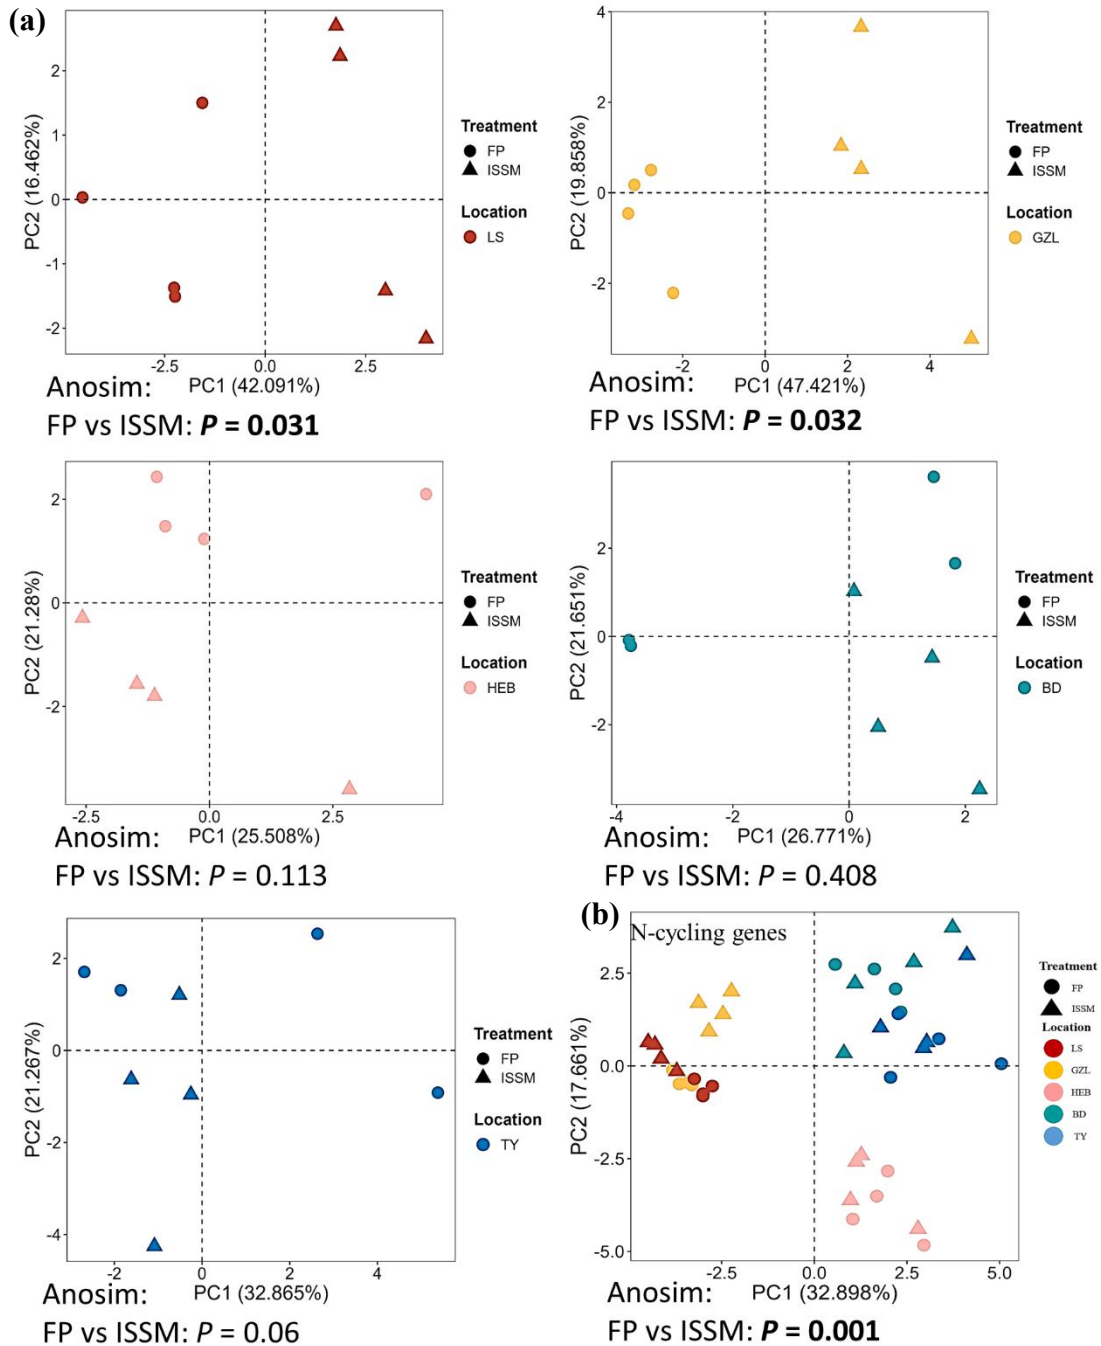 (a)
2
1
0
-1
-2
PC2 (16.462%)
-2.5
0.0
2.5
PC1 (42.091%)
Treatment
FP
ISSM
Location
LS
Anosim:
FP vs ISSM: P = 0.031
4
2
0
-2
PC2 (19.858%)
-2
0
2
4
PC1 (47.421%)
Treatment
FP
ISSM
Location
GZL
Anosim:
FP vs ISSM: P = 0.032
2
0
-2
PC2 (21.28%)
-2.5
0.0
2.5
PC1 (25.508%)
Treatment
FP
ISSM
Location
HEB
Anosim:
FP vs ISSM: P = 0.113
2
0
-2
PC2 (21.651%)
-4
-2
0
2
PC1 (26.771%)
Treatment
FP
ISSM
Location
BD
Anosim:
FP vs ISSM: P = 0.408
2
0
-2
-4
PC2 (21.267%)
-2
0
2
4
PC1 (32.865%)
Treatment
FP
ISSM
Location
TY
Anosim:
FP vs ISSM: P = 0.06
(b)
N-cycling genes
2.5
0.0
-2.5
-5.0
PC2 (17.661%)
-2.5
0.0
2.5
5.0
PC1 (32.898%)
Treatment
FP
ISSM
Location
LS
GZL
HEB
BD
TY
Anosim:
FP vs ISSM: P = 0.001